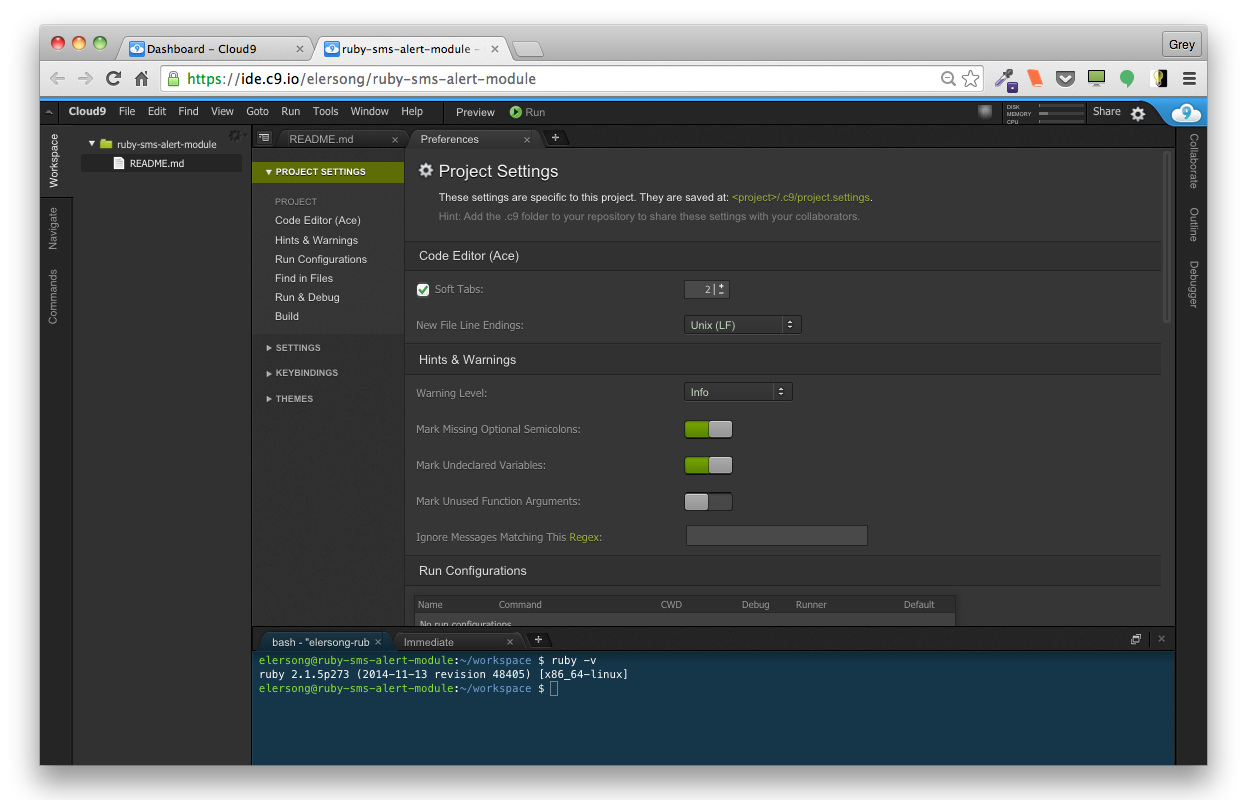 Dashboard – Cloud9
ruby-sms-alert-module –
Grey
https://ide.c9.io/elersong/ruby-sms-alert-module
Cloud9 File Edit Find View Goto Run Tools Window Help Preview Run
DISK
MEMORY
CPU
Share
9
Workspace
Navigate
Commands
ruby-sms-alert-module
README.md
README.md
Preferences
PROJECT SETTINGS
PROJECT
Code Editor (Ace)
Hints & Warnings
Run Configurations
Find in Files
Run & Debug
Build
SETTINGS
KEYBINDINGS
THEMES
Project Settings
These settings are specific to this project. They are saved at: <project>/.c9/project.settings.
Hint: Add the .c9 folder to your repository to share these settings with your collaborators.
Code Editor (Ace)
Soft Tabs: 2
New File Line Endings: Unix (LF)
Hints & Warnings
Warning Level: Info
Mark Missing Optional Semicolons:
Mark Undeclared Variables:
Mark Unused Function Arguments:
Ignore Messages Matching This Regex:
Run Configurations
Name Command CWD Debug Runner Default
No run configurations
Collaborate
Outline
Debugger
bash - "elersong-rub
Immediate
elersong@ruby-sms-alert-module:~/workspace $ ruby -v
ruby 2.1.5p273 (2014-11-13 revision 48405) [x86_64-linux]
elersong@ruby-sms-alert-module:~/workspace $